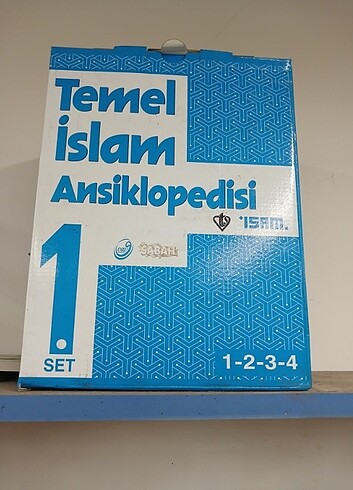 Temel
İslam
Ansiklopedisi
İSAM
SABAH
1.
SET
1-2-3-4